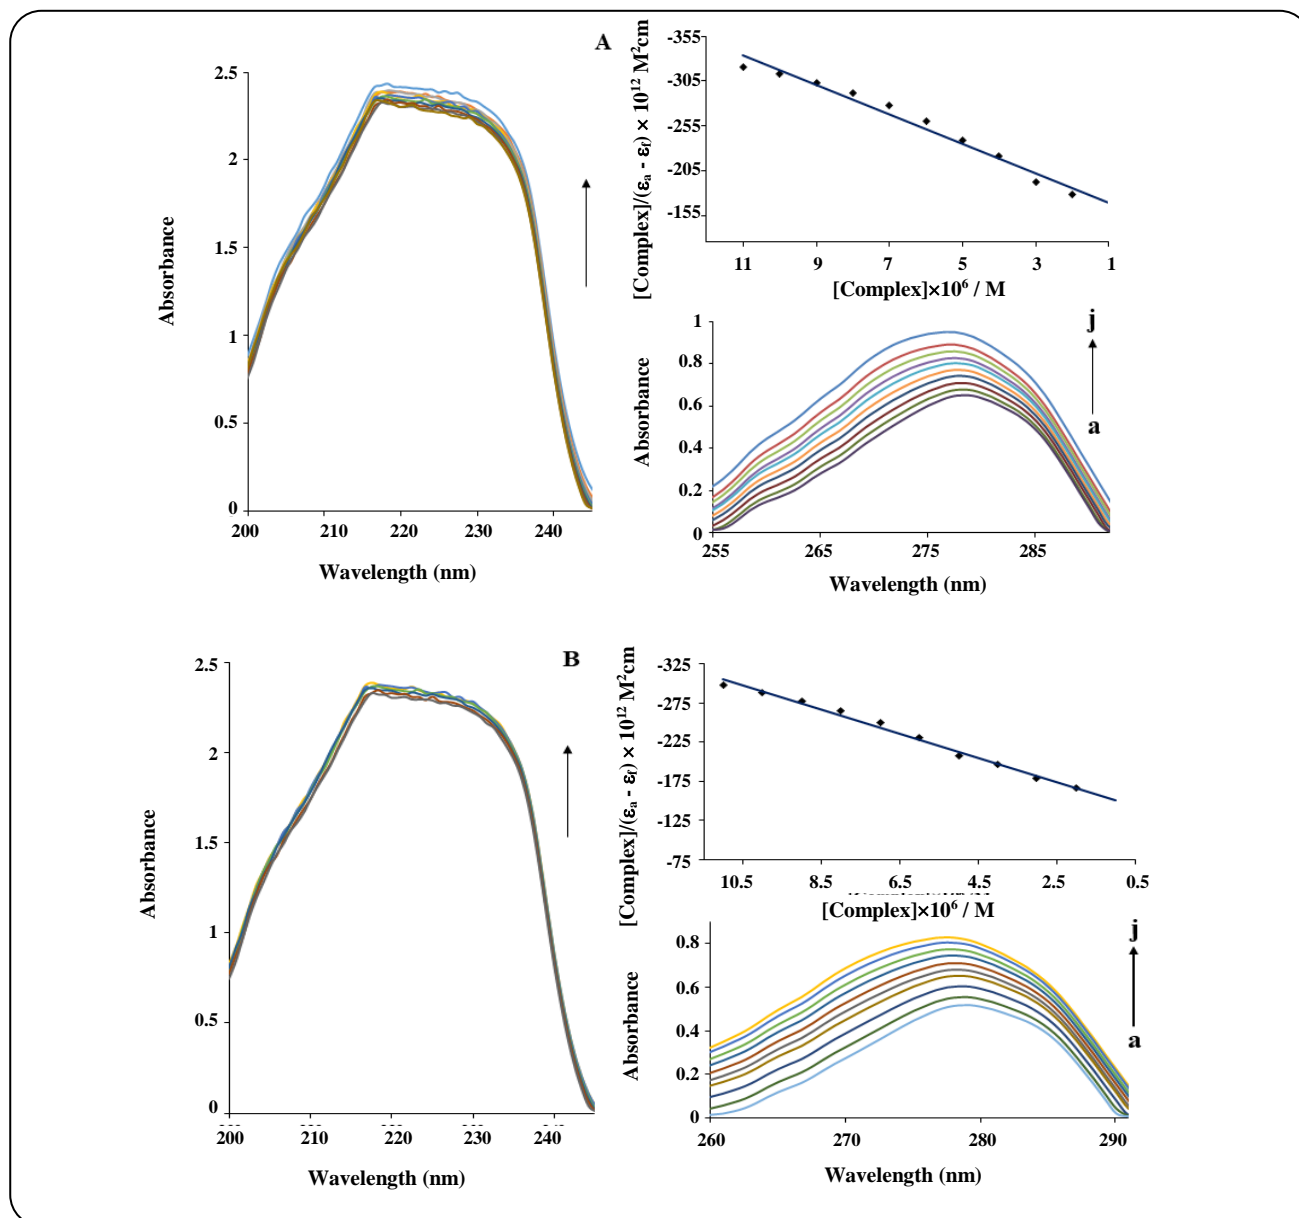 A
2.5
2
1.5
1
0.5
0
200 210 220 230 240
Absorbance
Wavelength (nm)
-355
-305
-255
-205
-155
11 9 7 5 3 1
[Complex]/(εa - εf) × 10¹² M²cm
[Complex]×10⁶ / M
1
0.8
0.6
0.4
0.2
0
255 265 275 285
Absorbance
Wavelength (nm)
j
a
B
2.5
2
1.5
1
0.5
0
200 210 220 230 240
Absorbance
Wavelength (nm)
-325
-275
-225
-175
-125
-75
10.5 8.5 6.5 4.5 2.5 0.5
[Complex]/(εa - εf) × 10¹² M²cm
[Complex]×10⁶ / M
0.8
0.6
0.4
0.2
0
260 270 280 290
Absorbance
Wavelength (nm)
j
a